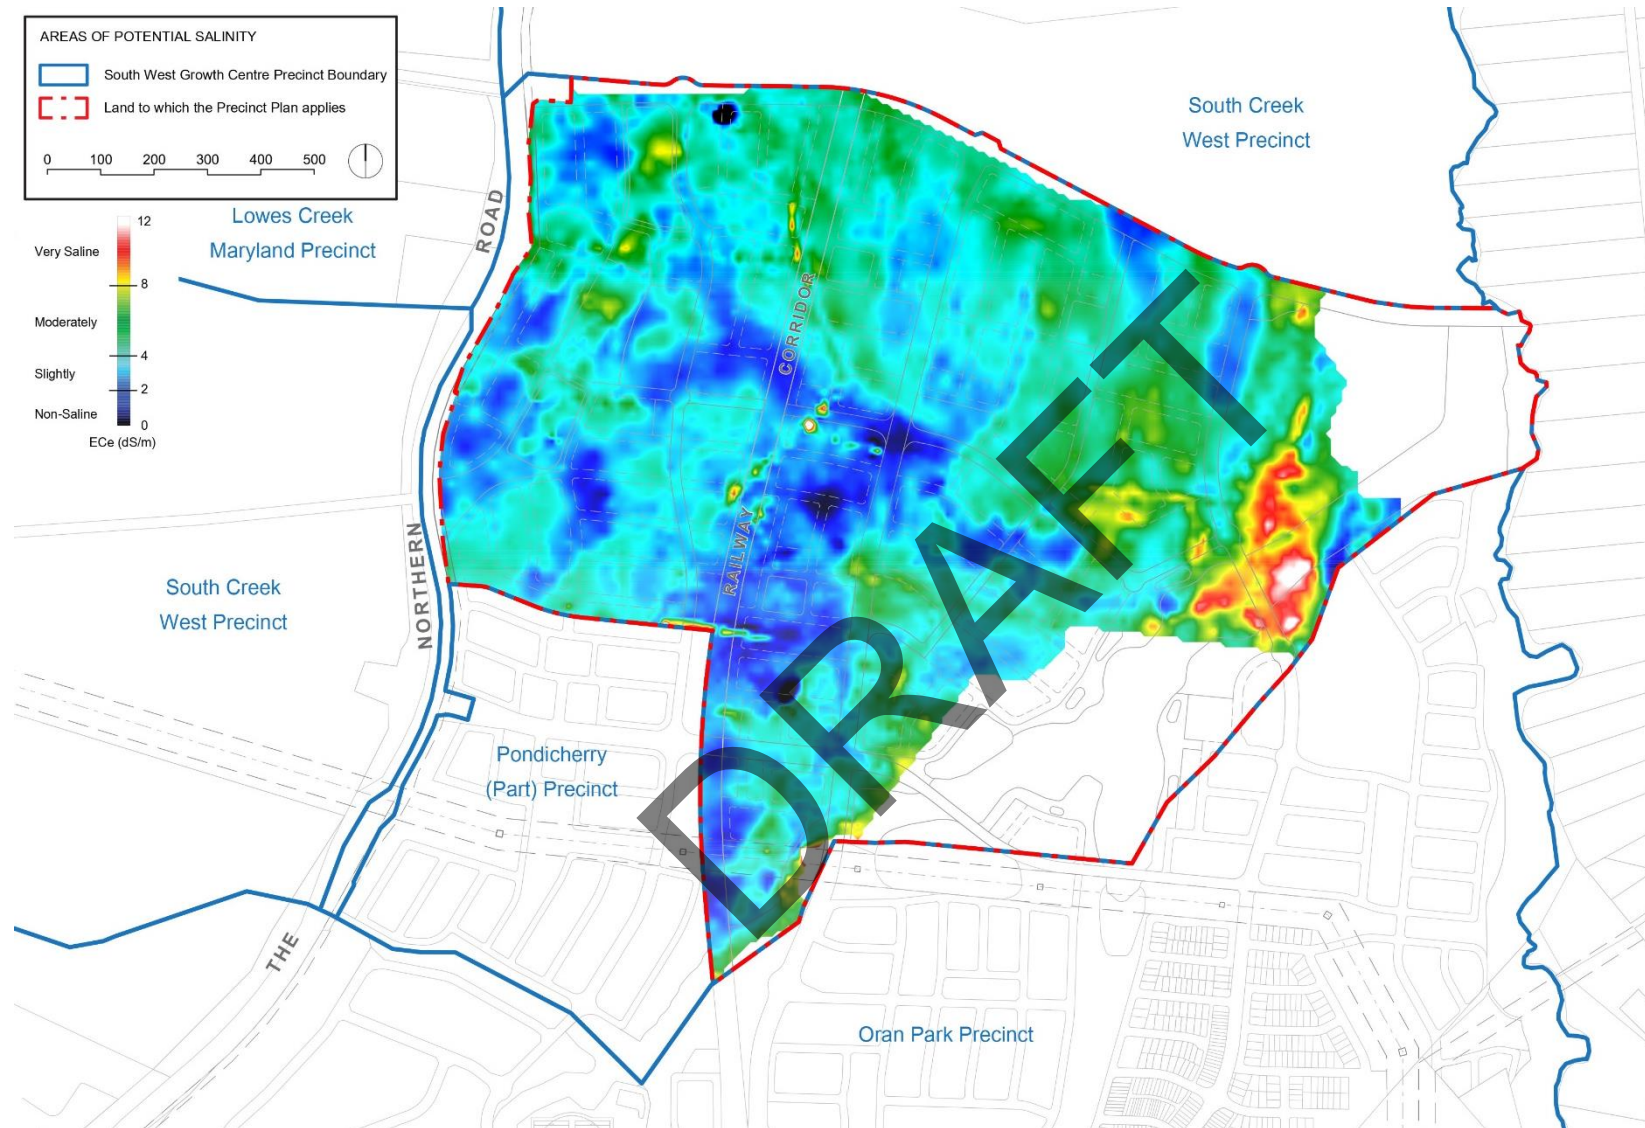 AREAS OF POTENTIAL SALINITY
South West Growth Centre Precinct Boundary
Land to which the Precinct Plan applies
0 100 200 300 400 500
South Creek
West Precinct
Lowes Creek
Maryland Precinct
ROAD
12
Very Saline
8
Moderately
4
Slightly
2
Non-Saline
0
ECe (dS/m)
CORRIDOR
RAILWAY
NORTHERN
South Creek
West Precinct
Pondicherry
(Part) Precinct
THE
Oran Park Precinct
DRAFT